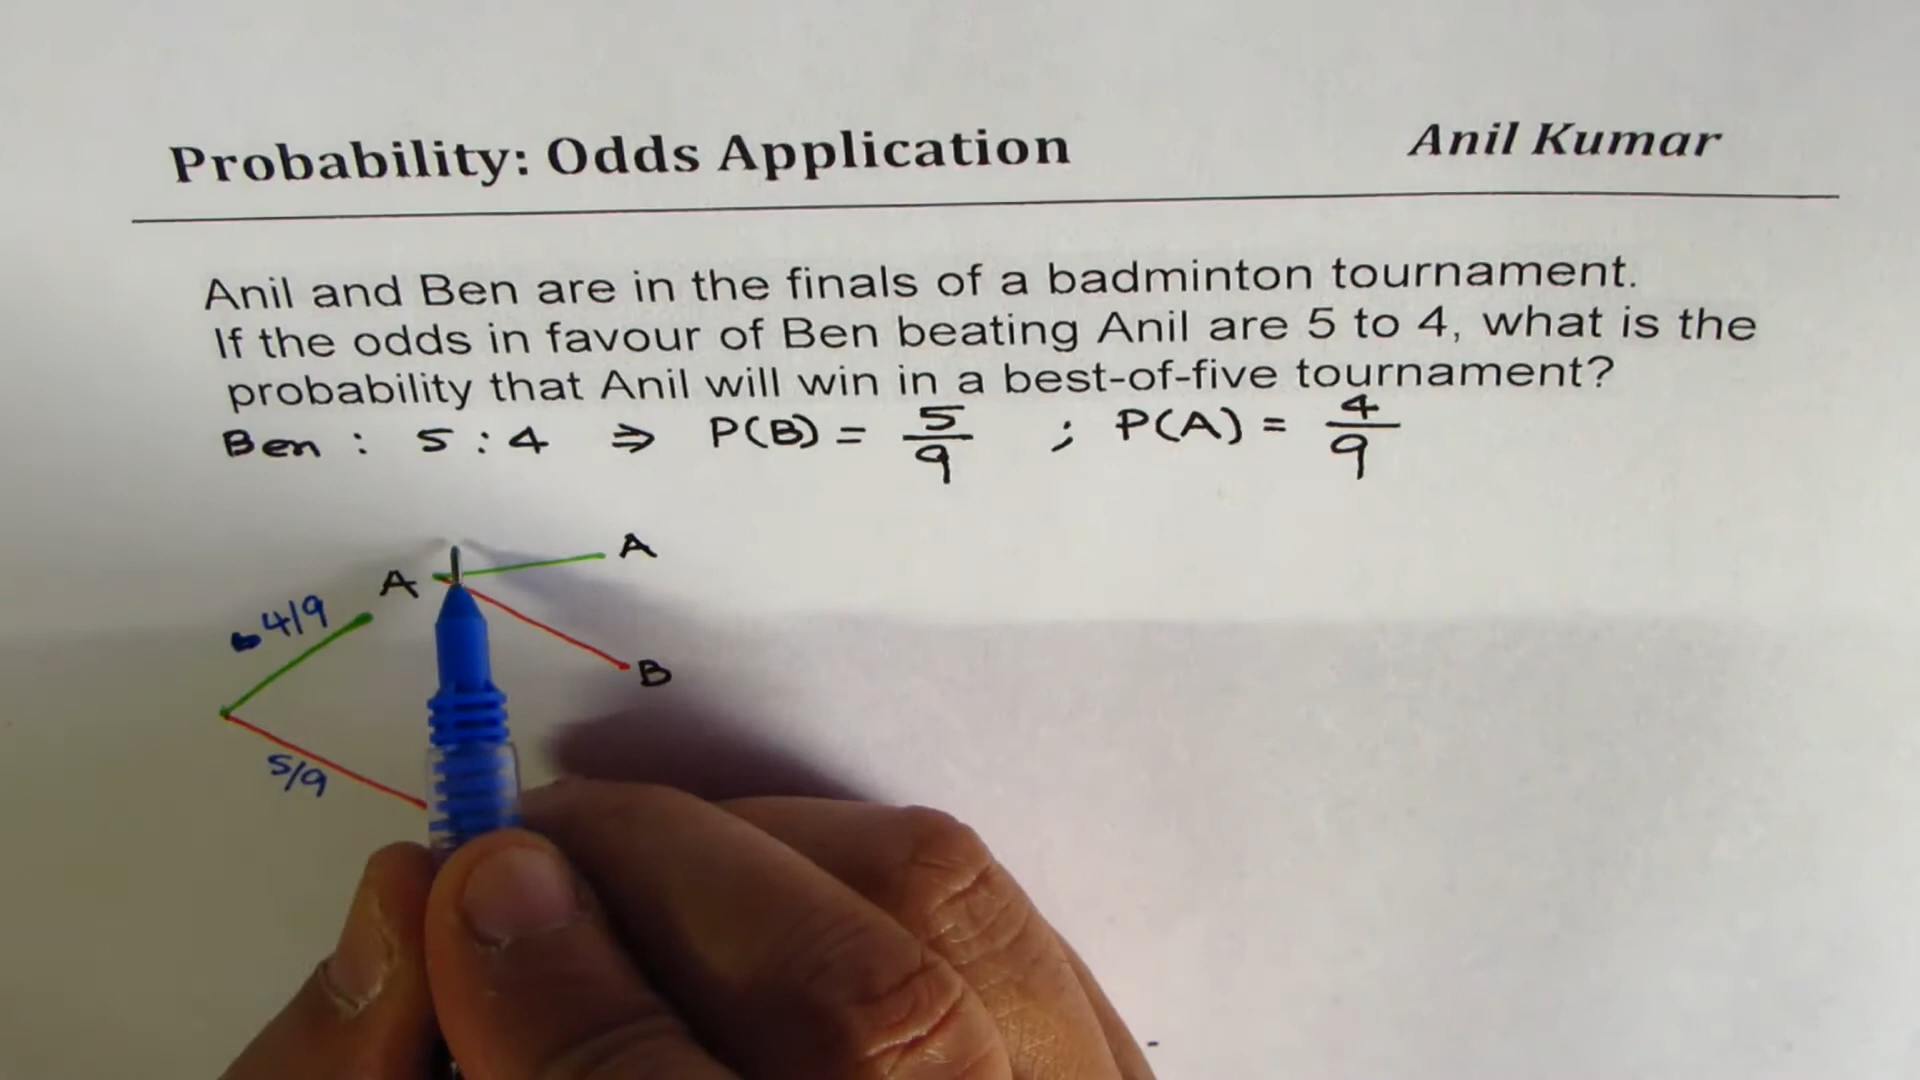 Probability: Odds Application
Anil Kumar
Anil and Ben are in the finals of a badminton tournament.
If the odds in favour of Ben beating Anil are 5 to 4, what is the
probability that Anil will win in a best-of-five tournament?
Ben : 5 : 4 ⇒ P(B) = 5/9 ; P(A) = 4/9
A
A
4/9
B
5/9